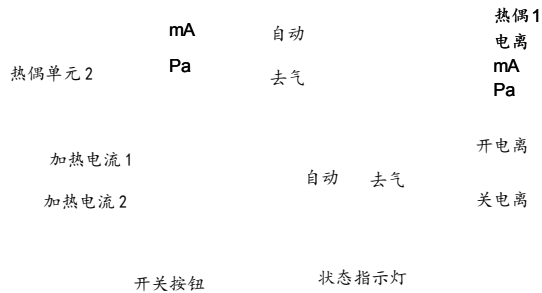 热偶1
mA 自动 电离
热偶单元2 Pa 去气 mA
Pa
开电离
加热电流1 自动 去气
加热电流2 关电离
开关按钮 状态指示灯